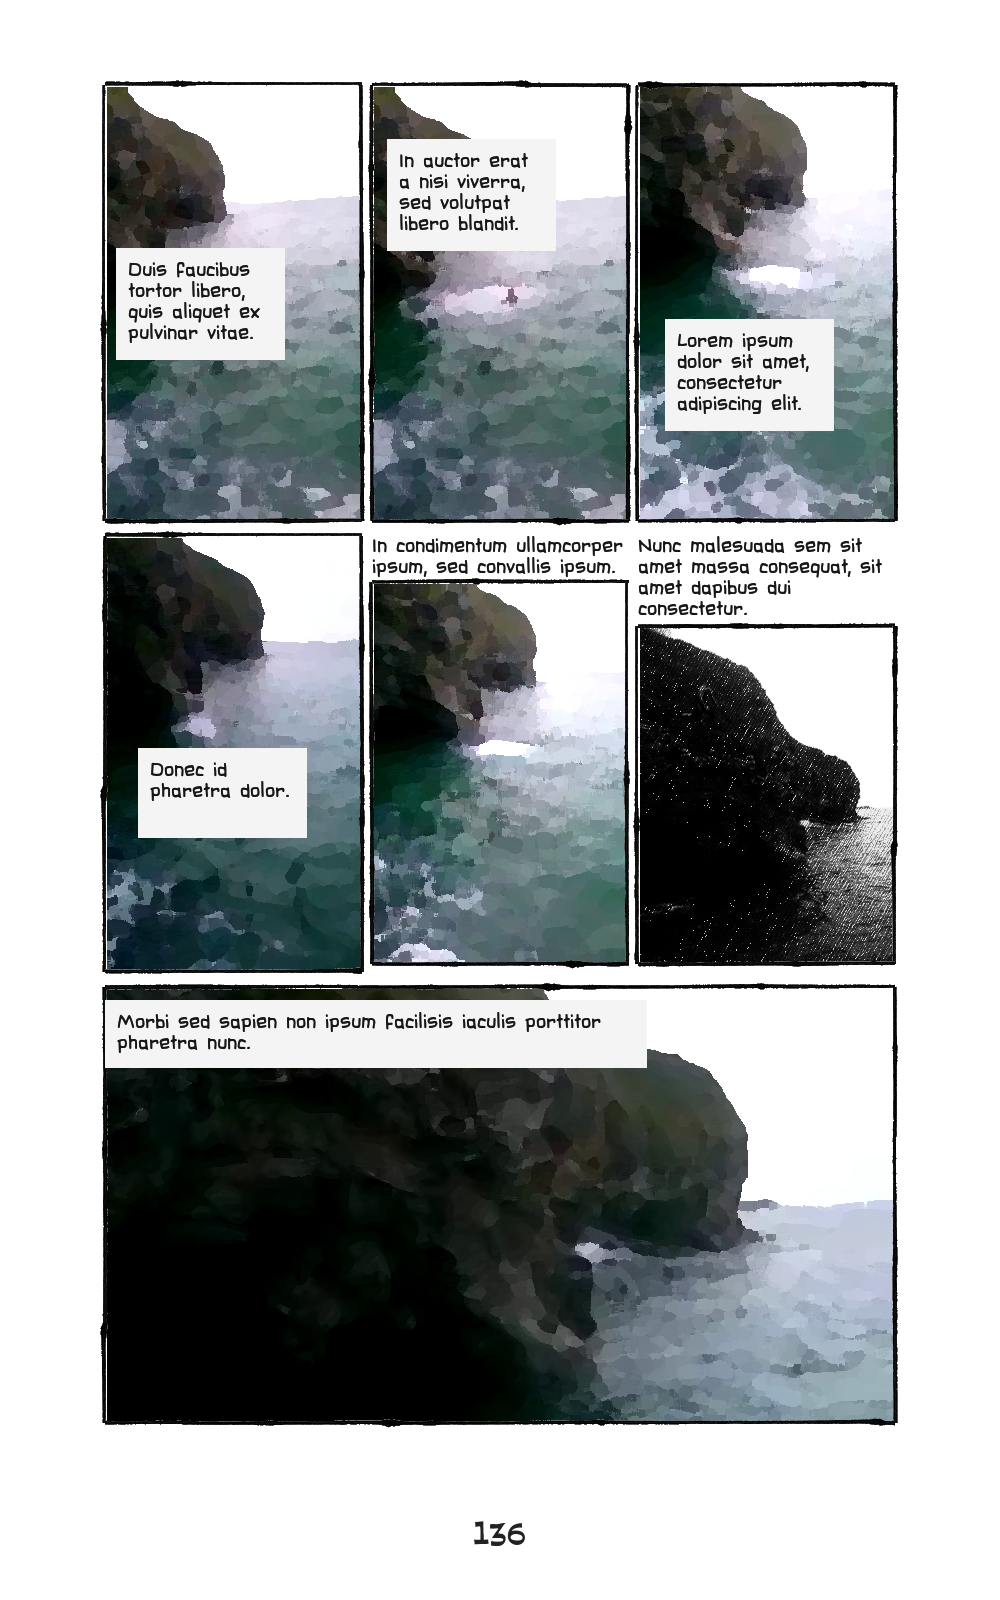 Duis faucibus
tortor libero,
quis aliquet ex
pulvinar vitae.
In auctor erat
a nisi viverra,
sed volutpat
libero blandit.
Lorem ipsum
dolor sit amet,
consectetur
adipiscing elit.
Donec id
pharetra dolor.
In condimentum ullamcorper
ipsum, sed convallis ipsum.
Nunc malesuada sem sit
amet massa consequat, sit
amet dapibus dui
consectetur.
Morbi sed sapien non ipsum facilisis iaculis porttitor
pharetra nunc.
136